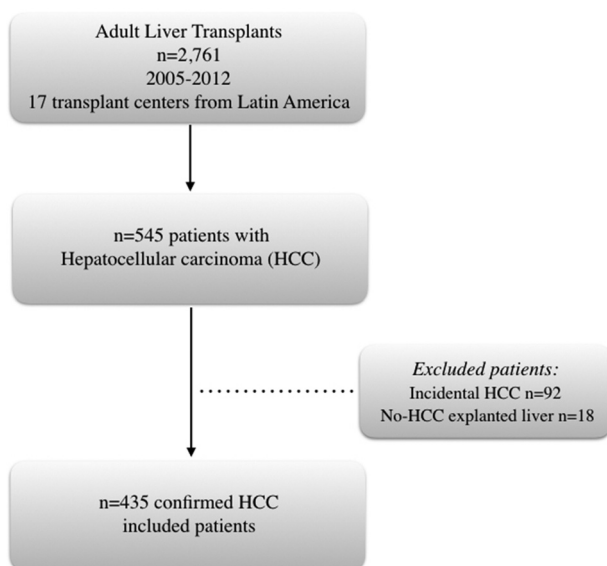 Adult Liver Transplants
n=2,761
2005-2012
17 transplant centers from Latin America
n=545 patients with
Hepatocellular carcinoma (HCC)
Excluded patients:
Incidental HCC n=92
No-HCC explanted liver n=18
n=435 confirmed HCC
included patients